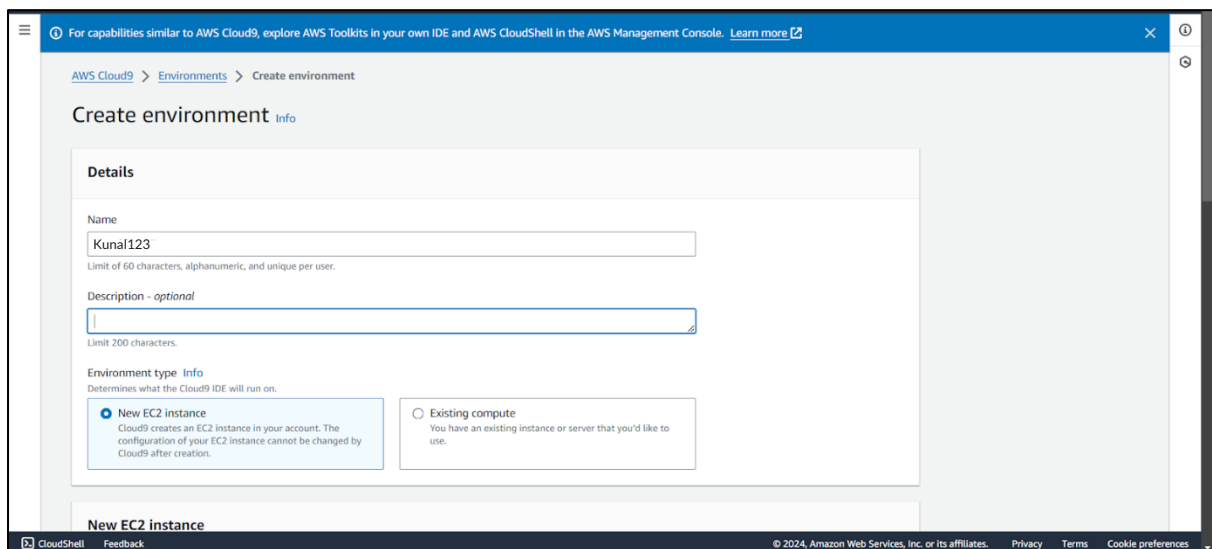 For capabilities similar to AWS Cloud9, explore AWS Toolkits in your own IDE and AWS CloudShell in the AWS Management Console. Learn more
AWS Cloud9 > Environments > Create environment
Create environment Info
Details
Name
Kunal123
Limit of 60 characters, alphanumeric, and unique per user.
Description - optional
Limit 200 characters.
Environment type Info
Determines what the Cloud9 IDE will run on.
New EC2 instance
Cloud9 creates an EC2 instance in your account. The
configuration of your EC2 instance cannot be changed by
Cloud9 after creation.
Existing compute
You have an existing instance or server that you'd like to
use.
New EC2 instance
CloudShell Feedback © 2024, Amazon Web Services, Inc. or its affiliates. Privacy Terms Cookie preferences